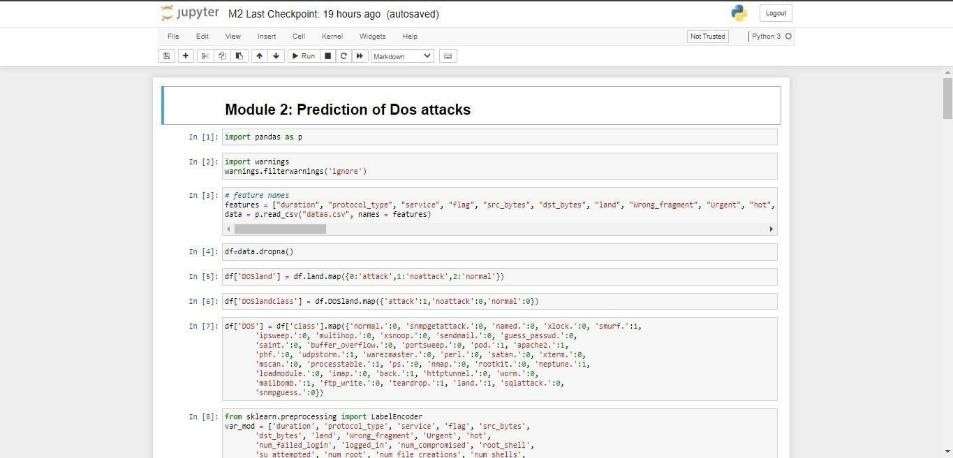 jupyter M2 Last Checkpoint: 19 hours ago (autosaved)
Logout
File Edit View Insert Cell Kernel Widgets Help
Not Trusted
Python 3
Run
Markdown
Module 2: Prediction of Dos attacks
In [1]: import pandas as p
In [2]: import warnings
warnings.filterwarnings('ignore')
In [3]: # feature names
features = ["duration", "protocol_type", "service", "flag", "src_bytes", "dst_bytes", "land", "Wrong_fragment", "Urgent", "hot",
data = p.read_csv("data6.csv", names = features)
In [4]: df=data.dropna()
In [5]: df['DOSland'] = df.land.map({0:'attack',1:'noattack',2:'normal'})
In [6]: df['DOSlandclass'] = df.DOSland.map({'attack':1,'noattack':0,'normal':0})
In [7]: df['DOS'] = df['class'].map({'normal.':0, 'snmpgetattack.':0, 'named.':0, 'xlock.':0, 'smurf.':1,
'ipsweep.':0, 'multihop.':0, 'xsnoop.':0, 'sendmail.':0, 'guess_passwd.':0,
'saint.':0, 'buffer_overflow.':0, 'portsweep.':0, 'pod.':1, 'apache2.':1,
'phf.':0, 'udpstorm.':1, 'warezmaster.':0, 'perl.':0, 'satan.':0, 'xterm.':0,
'mscan.':0, 'processtable.':1, 'ps.':0, 'nmap.':0, 'rootkit.':0, 'neptune.':1,
'loadmodule.':0, 'imap.':0, 'back.':1, 'httptunnel.':0, 'worm.':0,
'mailbomb.':1, 'ftp_write.':0, 'teardrop.':1, 'land.':1, 'sqlattack.':0,
'snmpguess.':0})
In [8]: from sklearn.preprocessing import LabelEncoder
var_mod = ['duration', 'protocol_type', 'service', 'flag', 'src_bytes',
'dst_bytes', 'land', 'Wrong_fragment', 'Urgent', 'hot',
'num_failed_login', 'logged_in', 'num_compromised', 'root_shell',
'su_attempted', 'num_root', 'num_file_creations', 'num_shells',